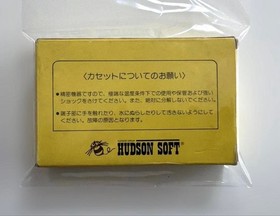 〈カセットについてのお願い〉
●精密機器ですので、極端な温度条件下での使用や保管および強い
ショックをさけてください。また、絶対に分解しないでください。
●端子部に手を触れたり、水にぬらしたりして汚さないようにして
ください。故障の原因となります。
HUDSON SOFT